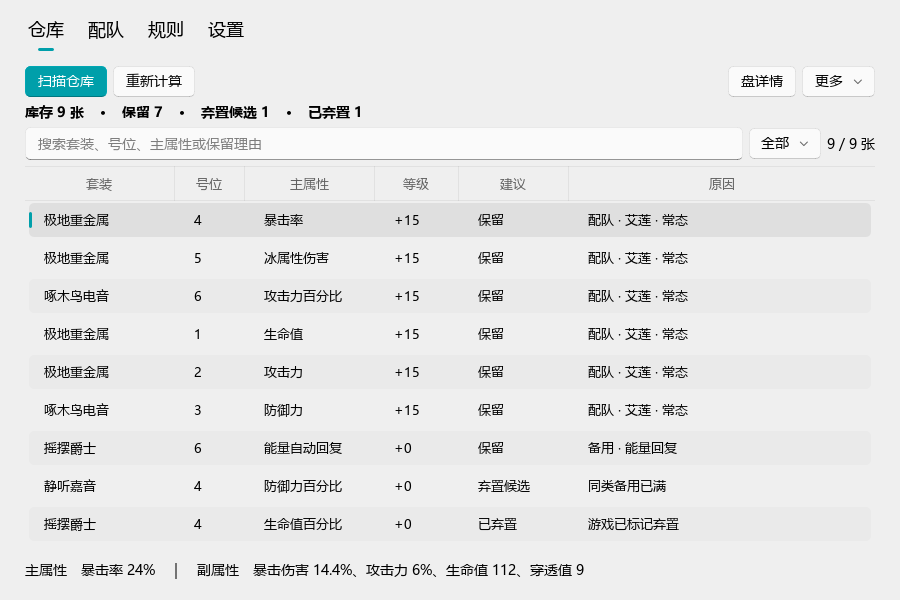 仓库 配队 规则 设置
扫描仓库 重新计算 盘详情 更多
库存 9 张 • 保留 7 • 弃置候选 1 • 已弃置 1
搜索套装、号位、主属性或保留理由 全部 9 / 9 张
套装 号位 主属性 等级 建议 原因
极地重金属 4 暴击率 +15 保留 配队 · 艾莲 · 常态
极地重金属 5 冰属性伤害 +15 保留 配队 · 艾莲 · 常态
啄木鸟电音 6 攻击力百分比 +15 保留 配队 · 艾莲 · 常态
极地重金属 1 生命值 +15 保留 配队 · 艾莲 · 常态
极地重金属 2 攻击力 +15 保留 配队 · 艾莲 · 常态
啄木鸟电音 3 防御力 +15 保留 配队 · 艾莲 · 常态
摇摆爵士 6 能量自动回复 +0 保留 备用 · 能量回复
静听嘉音 4 防御力百分比 +0 弃置候选 同类备用已满
摇摆爵士 4 生命值百分比 +0 已弃置 游戏已标记弃置
主属性 暴击率 24% | 副属性 暴击伤害 14.4%、攻击力 6%、生命值 112、穿透值 9